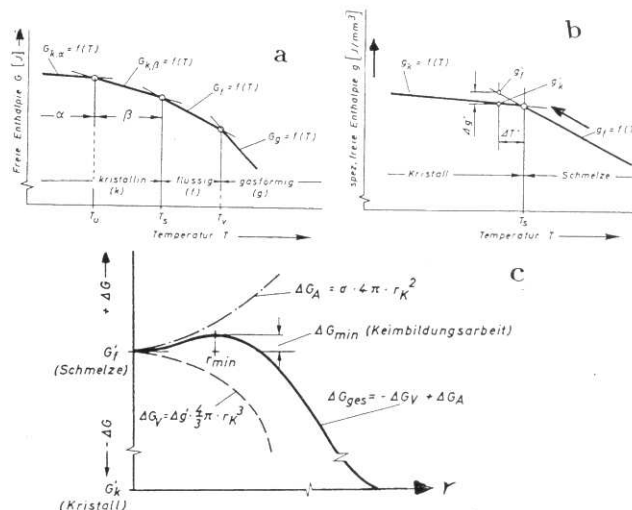 a
Freie Enthalpie G [J]
G_k,α = f(T)
G_k,β = f(T)
G_f = f(T)
G_g = f(T)
α
β
kristallin
(k)
flüssig
(f)
gasförmig
(g)
T_u
T_s
T_v
Temperatur T
b
spez. freie Enthalpie g [J/mm³]
g_k = f(T)
g'_f
g'_k
Δg'
ΔT'
g_f = f(T)
Kristall
Schmelze
T_s
Temperatur T
c
+ΔG
ΔG_A = σ · 4π · r_K²
ΔG_min (Keimbildungsarbeit)
G'_f
(Schmelze)
r_min
ΔG_V = Δg' · 4/3 π · r_K³
ΔG_ges = - ΔG_V + ΔG_A
-ΔG
G'_k
(Kristall)
r